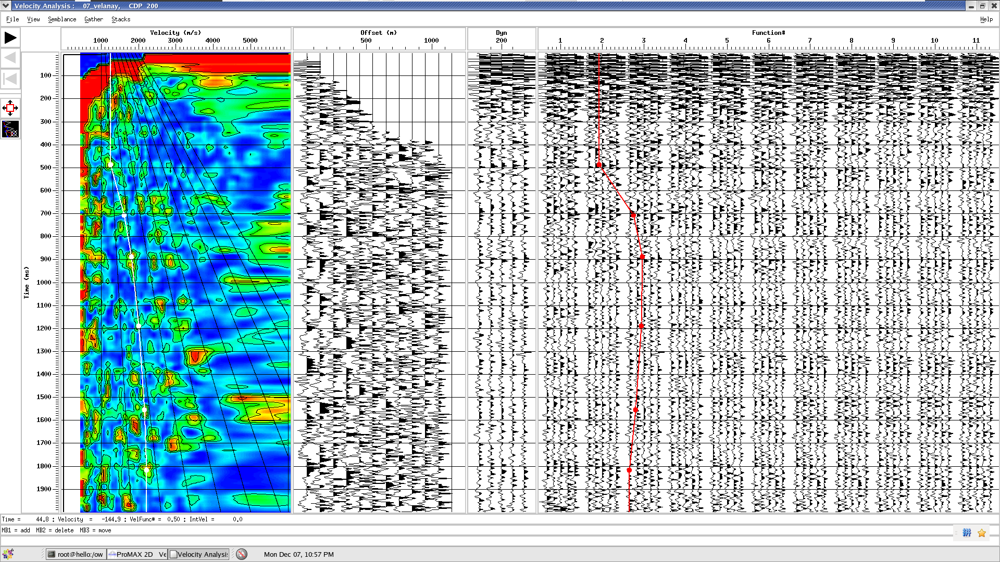 Velocity Analysis :   07_velanay,   CDP  200
File View Semblance Gather Stacks Help
Velocity (m/s) Offset (m) Dyn Function#
1000 2000 3000 4000 5000 500 1000 200 1 2 3 4 5 6 7 8 9 10 11
100
200
300
400
500
600
700
800
900
1000
1100
1200
1300
1400
1500
1600
1700
1800
1900
Time (ms)
Time =     44.8 : Velocity  =   -144.9 : VelFunc# =  0.50 : IntVel =      0.0
MB1 = add  MB2 = delete  MB3 = move
拼
root@hello:/ow ProMAX 2D   Ve Velocity Analysis Mon Dec 07, 10:57 PM